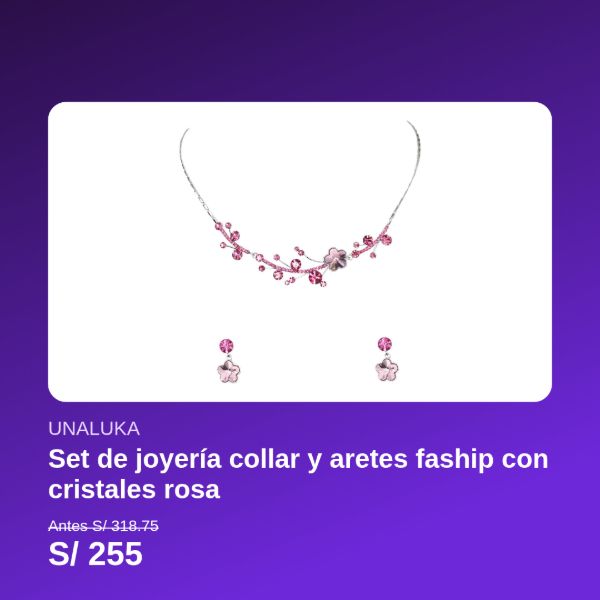 UNALUKA
Set de joyería collar y aretes faship con
cristales rosa
Antes S/ 318.75
S/ 255